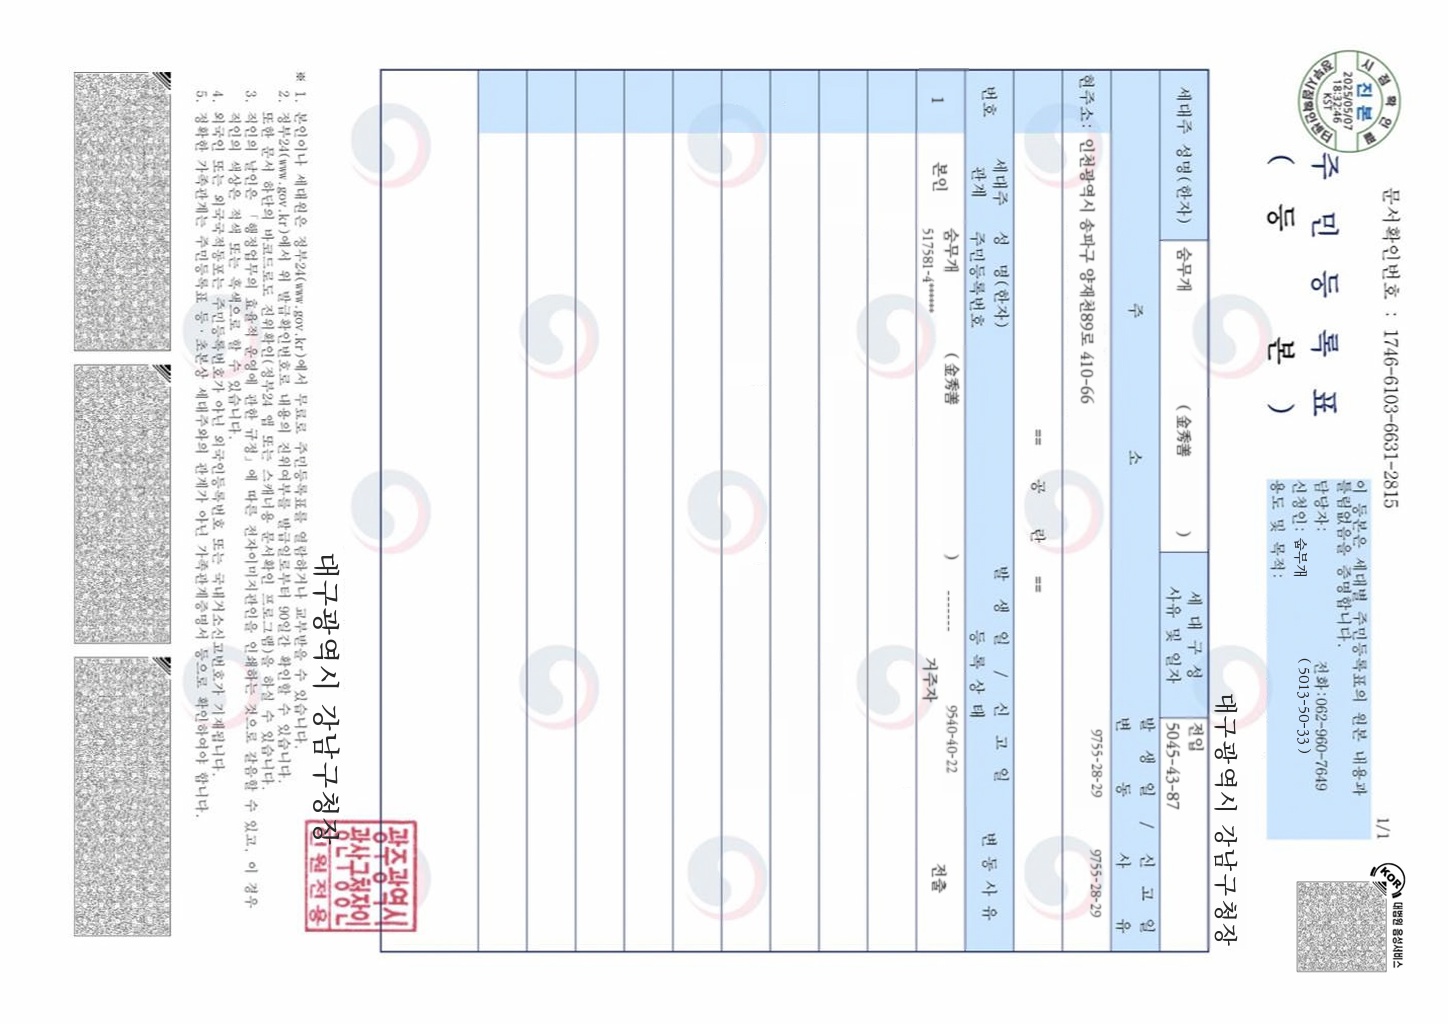 문서확인번호 : 1746-6103-6631-2815
1/1
시점확인필
진본
2025/05/07
18:32:46
KST
주 민 등 록 표
( 등 본 )
이 등본은 세대별 주민등록표의 원본 내용과
틀림없음을 증명합니다.
담당자:
전화:062-960-7649
신청인: 숨무개
(5013-50-33)
용도 및 목적:
KOR
대구광역시 강남구청장
세대주 성명(한자)
숨무개 (金秀善 )
세 대 구 성
사유 및 일자
전입
5045-43-87
주 소
발 생 일 / 신 고 일
변 동 사 유
현주소: 인천광역시 송파구 양재천89로 410-66
9755-28-29 9755-28-29
== 공 란 ==
번호
세대주
관계
성 명(한자)
주민등록번호
발 생 일 / 신 고 일
등 록 상 태
변 동 사 유
1
본인
숨무개 (金秀善 )
517581-4******
-------
거주자
9540-40-22
전출
대구광역시 강남구청장
광주광역시
광산구청장인
민원전용
※ 1. 본인이나 세대원은 정부24(www.gov.kr)에서 무료로 주민등록표를 열람하거나 교부받을 수 있습니다.
2. 정부24(www.gov.kr)에서 위 발급확인번호로 내용의 진위여부를 발급일로부터 90일간 확인할 수 있습니다.
또한 문서 하단의 바코드로도 진위확인(정부24 앱 또는 스캐너용 문서확인 프로그램)을 하실 수 있습니다.
3. 직인의 날인은 「행정업무의 효율적 운영에 관한 규정」에 따른 전자이미지관인을 인쇄하는 것으로 갈음할 수 있고, 이 경우
직인의 색상은 적색 또는 흑색으로 할 수 있습니다.
4. 외국인 또는 외국국적동포는 주민등록번호가 아닌 외국인등록번호 또는 국내거소신고번호가 기재됩니다.
5. 정확한 가족관계는 주민등록표 등·초본상 세대주와의 관계가 아닌 가족관계증명서 등으로 확인하여야 합니다.